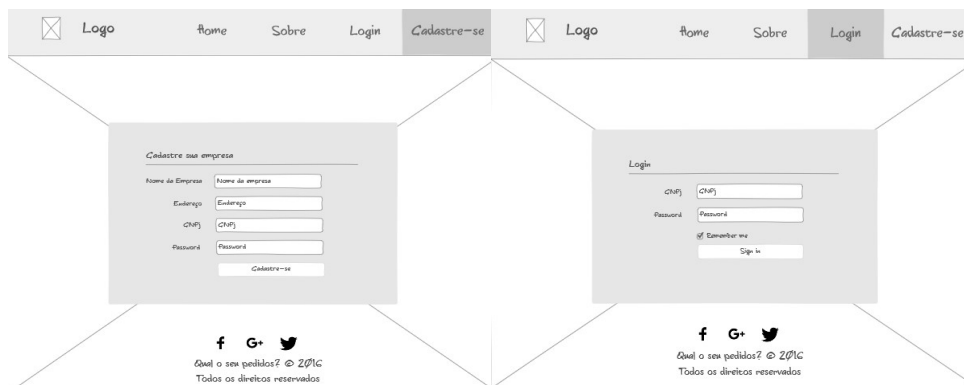 Logo Home Sobre Login Cadastre-se
Cadastre sua empresa
Nome da Empresa Nome da empresa
Endereço Endereço
CNPj CNPj
Password Password
Cadastre-se
f G+
Qual o seu pedidos? © 2016
Todos os direitos reservados
Logo Home Sobre Login Cadastre-se
Login
CNPj CNPj
Password Password
Remember me
Sign in
f G+
Qual o seu pedidos? © 2016
Todos os direitos reservados